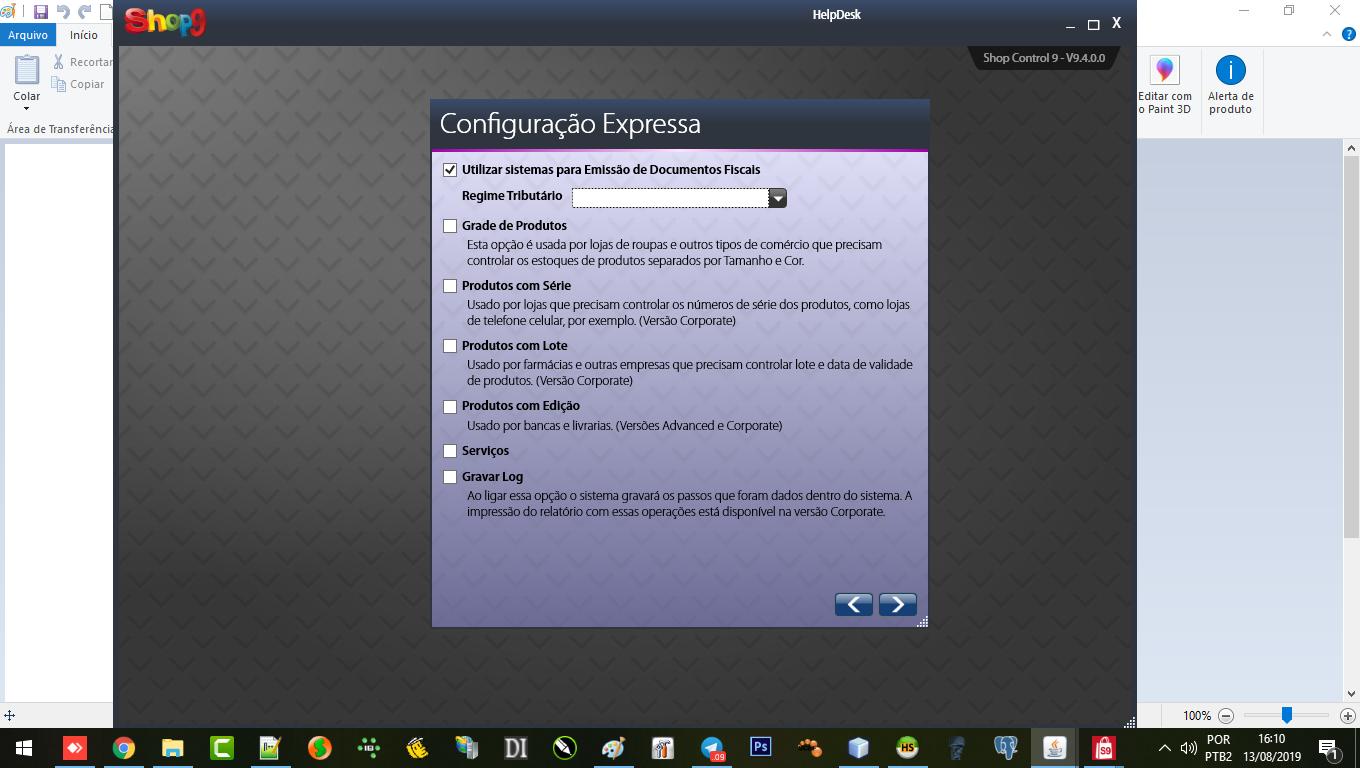 Shop9
HelpDesk
X
Arquivo
Início
Shop Control 9 - V9.4.0.0
Recortar
Copiar
Colar
Área de Transferência
Editar com
o Paint 3D
Alerta de
produto
Configuração Expressa
Utilizar sistemas para Emissão de Documentos Fiscais
Regime Tributário
Grade de Produtos
Esta opção é usada por lojas de roupas e outros tipos de comércio que precisam
controlar os estoques de produtos separados por Tamanho e Cor.
Produtos com Série
Usado por lojas que precisam controlar os números de série dos produtos, como lojas
de telefone celular, por exemplo. (Versão Corporate)
Produtos com Lote
Usado por farmácias e outras empresas que precisam controlar lote e data de validade
de produtos. (Versão Corporate)
Produtos com Edição
Usado por bancas e livrarias. (Versões Advanced e Corporate)
Serviços
Gravar Log
Ao ligar essa opção o sistema gravará os passos que foram dados dentro do sistema. A
impressão do relatório com essas operações está disponível na versão Corporate.
100%
DI
.09
Ps
HS
S9
POR
PTB2
16:10
13/08/2019
1